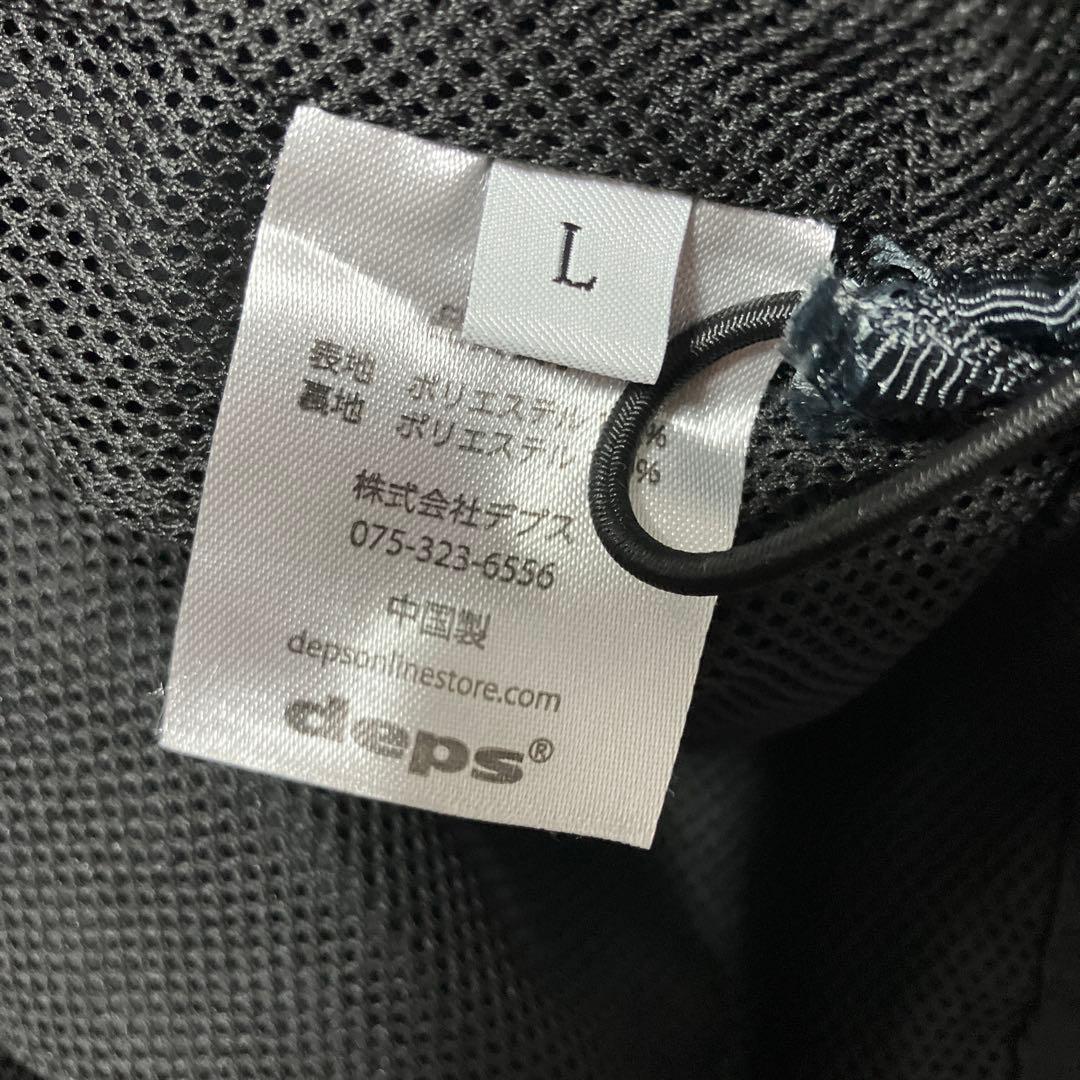 L
表地 ポリエステル
裏地 ポリエステル
株式会社デプス
075-323-6556
中国製
depsonlinestore.com
deps®